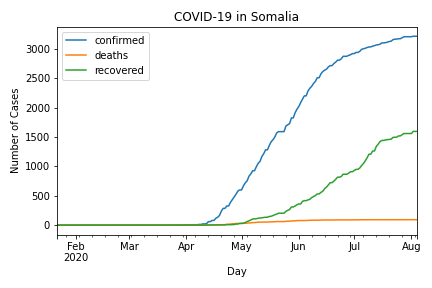 COVID-19 in Somalia
confirmed
deaths
recovered
Number of Cases
3000
2500
2000
1500
1000
500
0
Feb Mar Apr May Jun Jul Aug
2020
Day